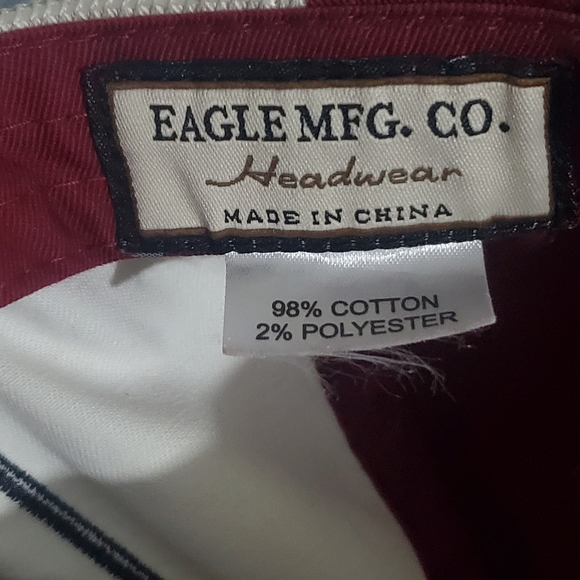 EAGLE MFG. CO.
Headwear
MADE IN CHINA
98% COTTON
2% POLYESTER